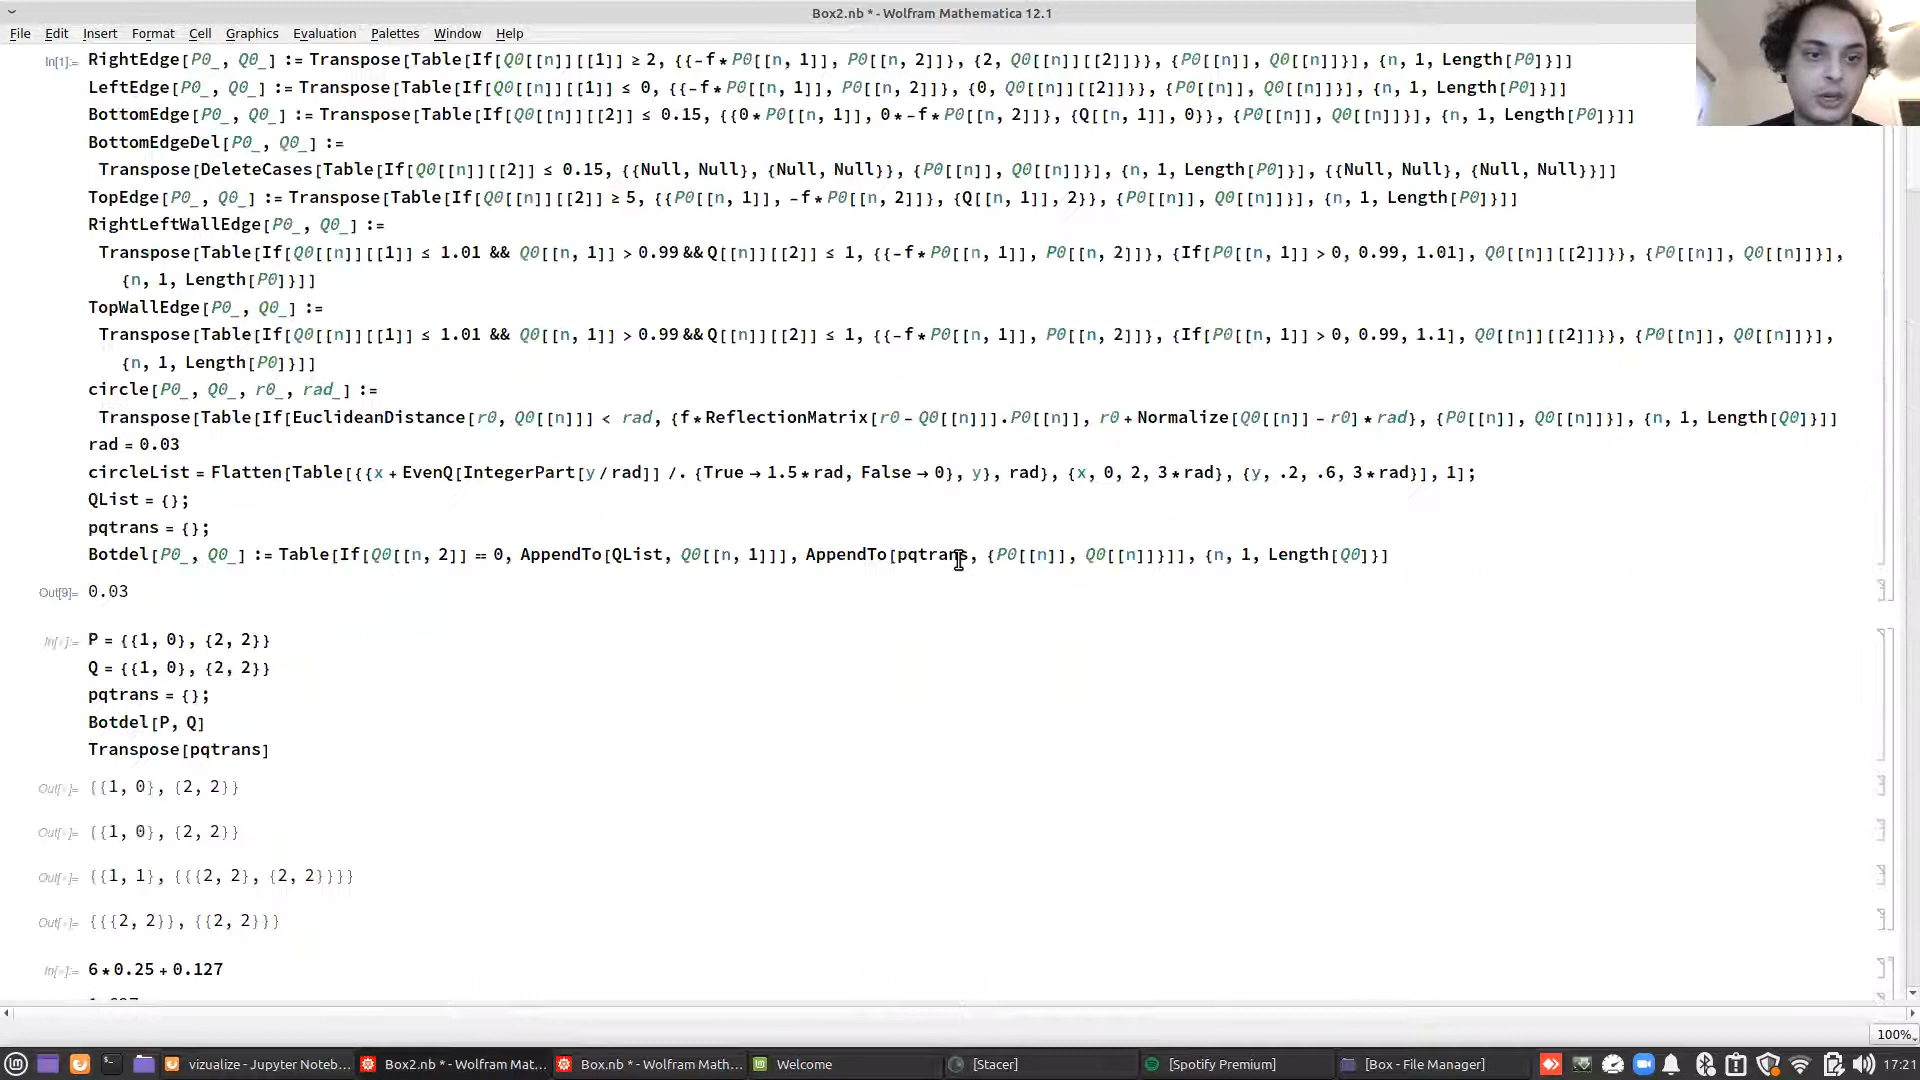 Box2.nb * - Wolfram Mathematica 12.1
File Edit Insert Format Cell Graphics Evaluation Palettes Window Help
In[1]:= RightEdge[P0_, Q0_] := Transpose[Table[If[Q0[[n]][[1]] ≥ 2, {{-f*P0[[n, 1]], P0[[n, 2]]}, {2, Q0[[n]][[2]]}}, {P0[[n]], Q0[[n]]}], {n, 1, Length[P0]}]]
LeftEdge[P0_, Q0_] := Transpose[Table[If[Q0[[n]][[1]] ≤ 0, {{-f*P0[[n, 1]], P0[[n, 2]]}, {0, Q0[[n]][[2]]}}, {P0[[n]], Q0[[n]]}], {n, 1, Length[P0]}]]
BottomEdge[P0_, Q0_] := Transpose[Table[If[Q0[[n]][[2]] ≤ 0.15, {{0*P0[[n, 1]], 0*-f*P0[[n, 2]]}, {Q[[n, 1]], 0}}, {P0[[n]], Q0[[n]]}], {n, 1, Length[P0]}]]
BottomEdgeDel[P0_, Q0_] :=
Transpose[DeleteCases[Table[If[Q0[[n]][[2]] ≤ 0.15, {{Null, Null}, {Null, Null}}, {P0[[n]], Q0[[n]]}], {n, 1, Length[P0]}], {{Null, Null}, {Null, Null}}]]
TopEdge[P0_, Q0_] := Transpose[Table[If[Q0[[n]][[2]] ≥ 5, {{P0[[n, 1]], -f*P0[[n, 2]]}, {Q[[n, 1]], 2}}, {P0[[n]], Q0[[n]]}], {n, 1, Length[P0]}]]
RightLeftWallEdge[P0_, Q0_] :=
Transpose[Table[If[Q0[[n]][[1]] ≤ 1.01 && Q0[[n, 1]] > 0.99 && Q[[n]][[2]] ≤ 1, {{-f*P0[[n, 1]], P0[[n, 2]]}, {If[P0[[n, 1]] > 0, 0.99, 1.01], Q0[[n]][[2]]}}, {P0[[n]], Q0[[n]]}],
{n, 1, Length[P0]}]]
TopWallEdge[P0_, Q0_] :=
Transpose[Table[If[Q0[[n]][[1]] ≤ 1.01 && Q0[[n, 1]] > 0.99 && Q[[n]][[2]] ≤ 1, {{-f*P0[[n, 1]], P0[[n, 2]]}, {If[P0[[n, 1]] > 0, 0.99, 1.1], Q0[[n]][[2]]}}, {P0[[n]], Q0[[n]]}],
{n, 1, Length[P0]}]]
circle[P0_, Q0_, r0_, rad_] :=
Transpose[Table[If[EuclideanDistance[r0, Q0[[n]]] < rad, {f*ReflectionMatrix[r0 - Q0[[n]]].P0[[n]], r0 + Normalize[Q0[[n]] - r0]*rad}, {P0[[n]], Q0[[n]]}], {n, 1, Length[Q0]}]]
rad = 0.03
circleList = Flatten[Table[{{x + EvenQ[IntegerPart[y/rad]] /. {True → 1.5*rad, False → 0}, y}, rad}, {x, 0, 2, 3*rad}, {y, .2, .6, 3*rad}], 1];
QList = {};
pqtrans = {};
Botdel[P0_, Q0_] := Table[If[Q0[[n, 2]] == 0, AppendTo[QList, Q0[[n, 1]]], AppendTo[pqtrans, {P0[[n]], Q0[[n]]}]], {n, 1, Length[Q0]}]
Out[9]= 0.03
In[•]:= P = {{1, 0}, {2, 2}}
Q = {{1, 0}, {2, 2}}
pqtrans = {};
Botdel[P, Q]
Transpose[pqtrans]
Out[•]= {{1, 0}, {2, 2}}
Out[•]= {{1, 0}, {2, 2}}
Out[•]= {{1, 1}, {{{2, 2}, {2, 2}}}}
Out[•]= {{{2, 2}}, {{2, 2}}}
In[•]:= 6*0.25 + 0.127
100%
vizualize - Jupyter Noteb... Box2.nb * - Wolfram Mat... Box.nb * - Wolfram Math... Welcome [Stacer] [Spotify Premium] [Box - File Manager] 17:21